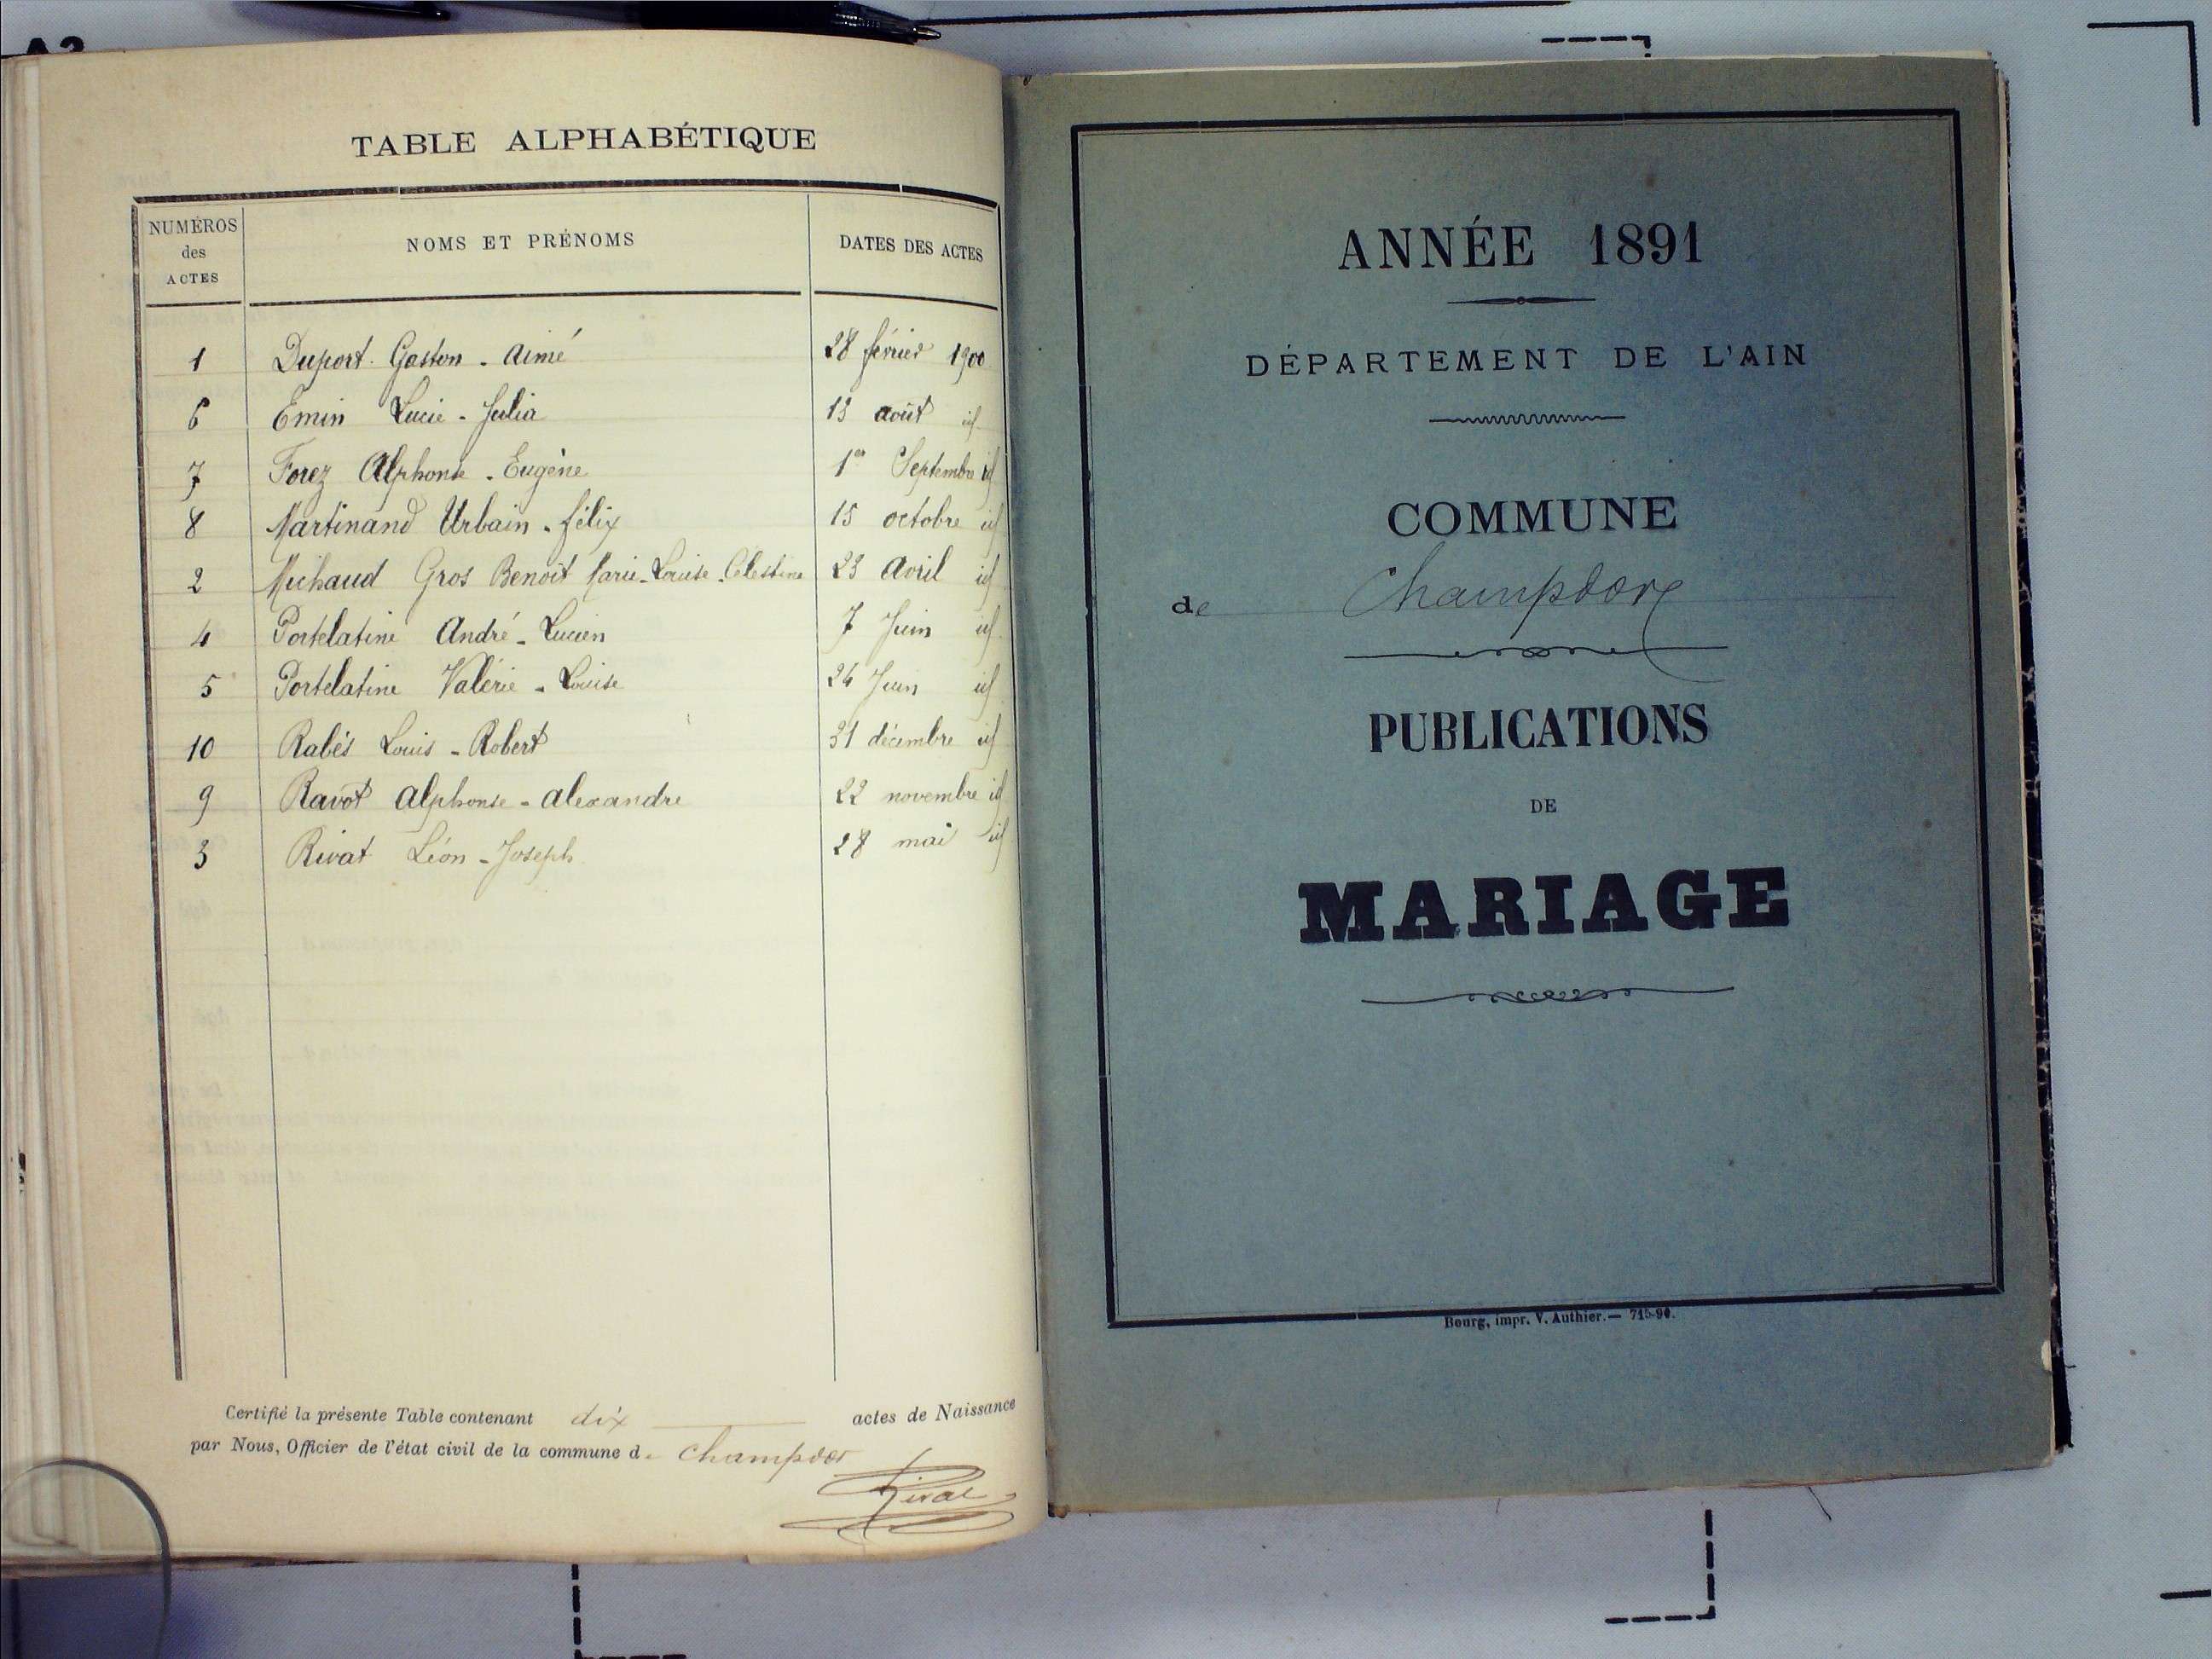 TABLE ALPHABÉTIQUE
NUMÉROS des ACTES NOMS ET PRÉNOMS DATES DES ACTES
1 Duport Gaston - Aimé 28 février 1900
6 Emin Lucie - Julia 13 août id
7 Forez Alphonse - Eugène 1er Septembre id
8 Martinand Urbain - félix 15 octobre id
2 Michaud Gros Benoit Marie-Louise-Célestine 23 Avril id
4 Portelatine André - Lucien 7 Juin id
5 Portelatine Valérie - Louise 24 Juin id
10 Rabés Louis - Robert 31 décembre id
9 Ravot alphonse - alexandre 22 novembre id
3 Rivat Léon - Joseph 28 mai id
Certifié la présente Table contenant dix actes de Naissance
par Nous, Officier de l'état civil de la commune de Champdor
Rivat
ANNÉE 1891
DÉPARTEMENT DE L'AIN
COMMUNE
de Champdor
PUBLICATIONS
DE
MARIAGE
Bourg, impr. V. Authier. — 715-90.